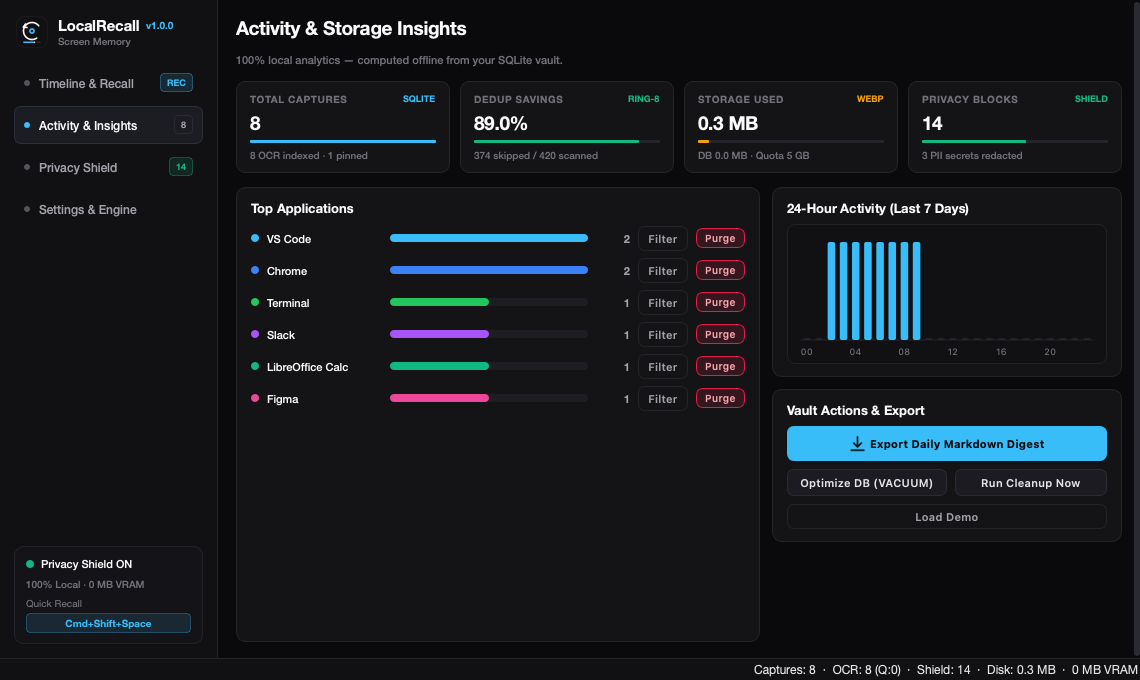 LocalRecall v1.0.0
Screen Memory
Timeline & Recall REC
Activity & Insights 8
Privacy Shield 14
Settings & Engine
Privacy Shield ON
100% Local · 0 MB VRAM
Quick Recall
Cmd+Shift+Space
Activity & Storage Insights
100% local analytics — computed offline from your SQLite vault.
TOTAL CAPTURES SQLITE
8
8 OCR indexed · 1 pinned
DEDUP SAVINGS RING-8
89.0%
374 skipped / 420 scanned
STORAGE USED WEBP
0.3 MB
DB 0.0 MB · Quota 5 GB
PRIVACY BLOCKS SHIELD
14
3 PII secrets redacted
Top Applications
VS Code 2 Filter Purge
Chrome 2 Filter Purge
Terminal 1 Filter Purge
Slack 1 Filter Purge
LibreOffice Calc 1 Filter Purge
Figma 1 Filter Purge
24-Hour Activity (Last 7 Days)
00 04 08 12 16 20
Vault Actions & Export
Export Daily Markdown Digest
Optimize DB (VACUUM) Run Cleanup Now
Load Demo
Captures: 8 · OCR: 8 (Q:0) · Shield: 14 · Disk: 0.3 MB · 0 MB VRAM